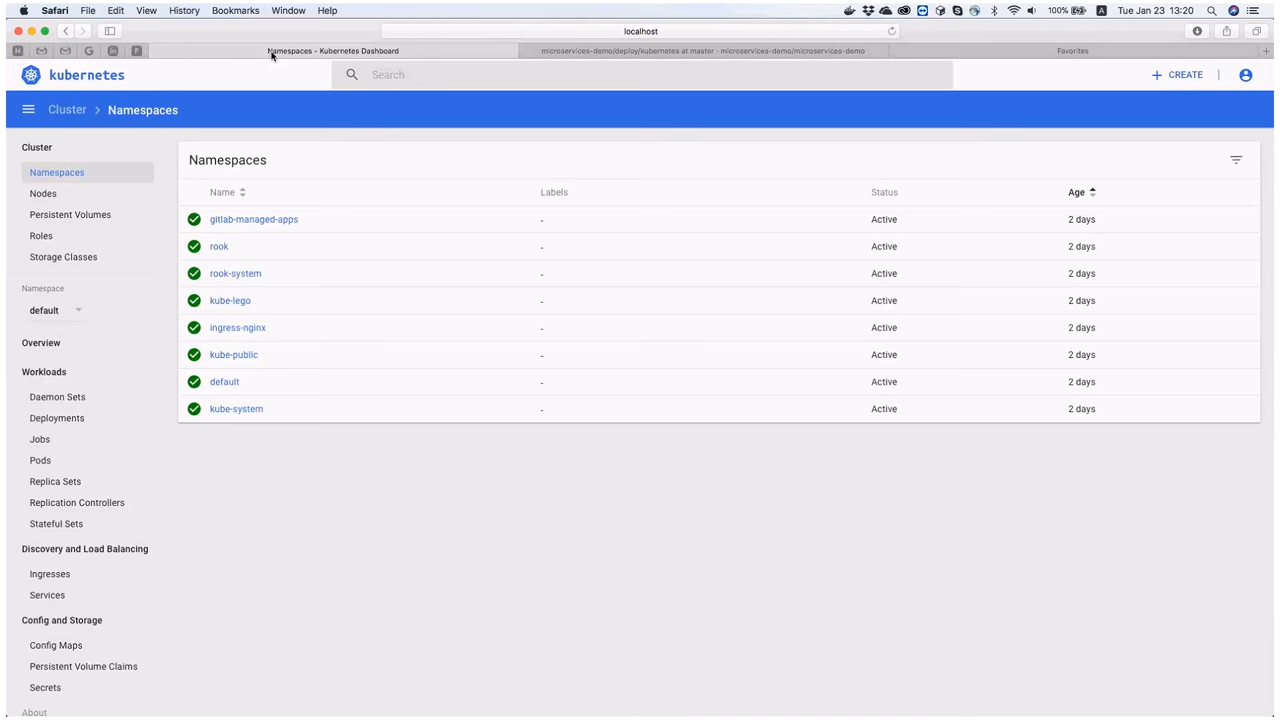 Safari File Edit View History Bookmarks Window Help 100% A Tue Jan 23 13:20
localhost
H G in F Namespaces - Kubernetes Dashboard microservices-demo/deploy/kubernetes at master · microservices-demo/microservices-demo Favorites
kubernetes Search + CREATE
Cluster > Namespaces
Cluster
Namespaces
Nodes
Persistent Volumes
Roles
Storage Classes
Namespace
default
Overview
Workloads
Daemon Sets
Deployments
Jobs
Pods
Replica Sets
Replication Controllers
Stateful Sets
Discovery and Load Balancing
Ingresses
Services
Config and Storage
Config Maps
Persistent Volume Claims
Secrets
About
Namespaces
Name Labels Status Age
gitlab-managed-apps - Active 2 days
rook - Active 2 days
rook-system - Active 2 days
kube-lego - Active 2 days
ingress-nginx - Active 2 days
kube-public - Active 2 days
default - Active 2 days
kube-system - Active 2 days